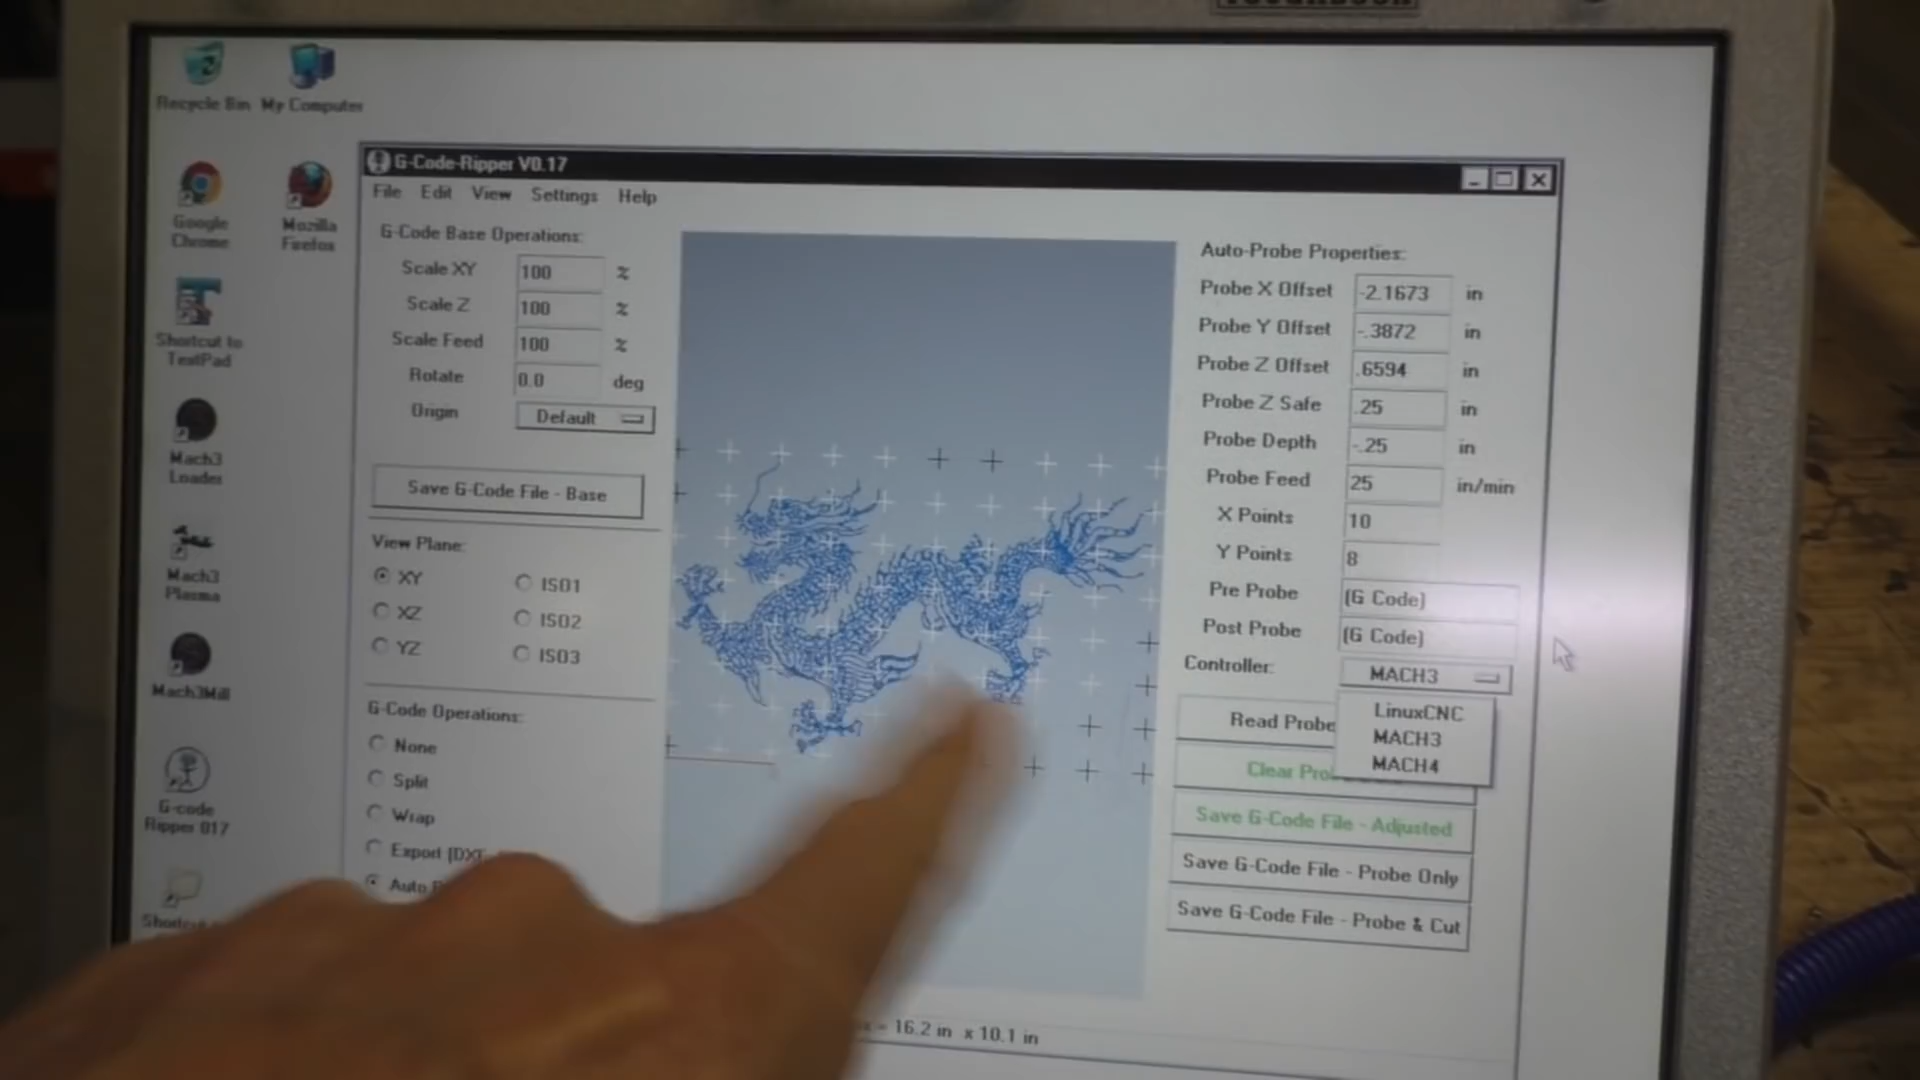 Recycle Bin
My Computer
Google Chrome
Mozilla Firefox
Shortcut to TextPad
Mach3 Loader
Mach3 Plasma
Mach3Mill
G-code Ripper 017
G-Code-Ripper V0.17
File Edit View Settings Help
G-Code Base Operations:
Scale XY 100 %
Scale Z 100 %
Scale Feed 100 %
Rotate 0.0 deg
Origin Default
Save G-Code File - Base
View Plane:
XY ISO1
XZ ISO2
YZ ISO3
G-Code Operations:
None
Split
Wrap
Export (DXF
Auto
Auto-Probe Properties:
Probe X Offset -2.1673 in
Probe Y Offset -.3872 in
Probe Z Offset .6594 in
Probe Z Safe .25 in
Probe Depth -.25 in
Probe Feed 25 in/min
X Points 10
Y Points 8
Pre Probe (G Code)
Post Probe (G Code)
Controller: MACH3
LinuxCNC
MACH3
MACH4
Read Probe
Clear
Save G-Code File - Adjusted
Save G-Code File - Probe Only
Save G-Code File - Probe & Cut
= 16.2 in x 10.1 in